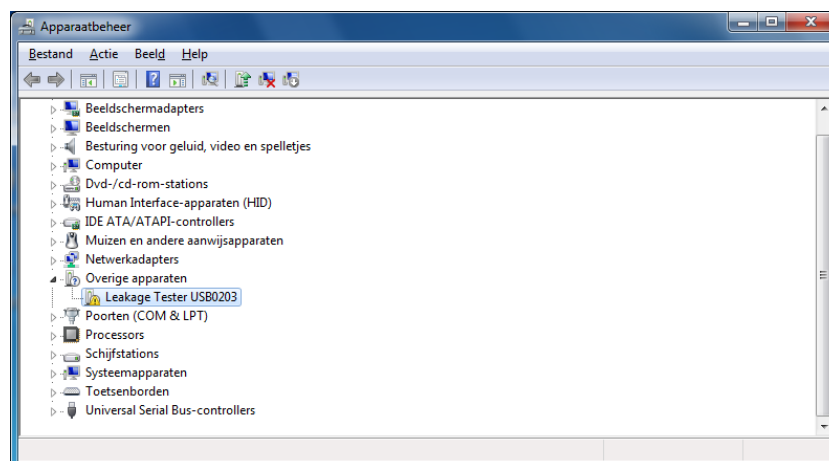 Apparaatbeheer
Bestand Actie Beeld Help
Beeldschermadapters
Beeldschermen
Besturing voor geluid, video en spelletjes
Computer
Dvd-/cd-rom-stations
Human Interface-apparaten (HID)
IDE ATA/ATAPI-controllers
Muizen en andere aanwijsapparaten
Netwerkadapters
Overige apparaten
Leakage Tester USB0203
Poorten (COM & LPT)
Processors
Schijfstations
Systeemapparaten
Toetsenborden
Universal Serial Bus-controllers